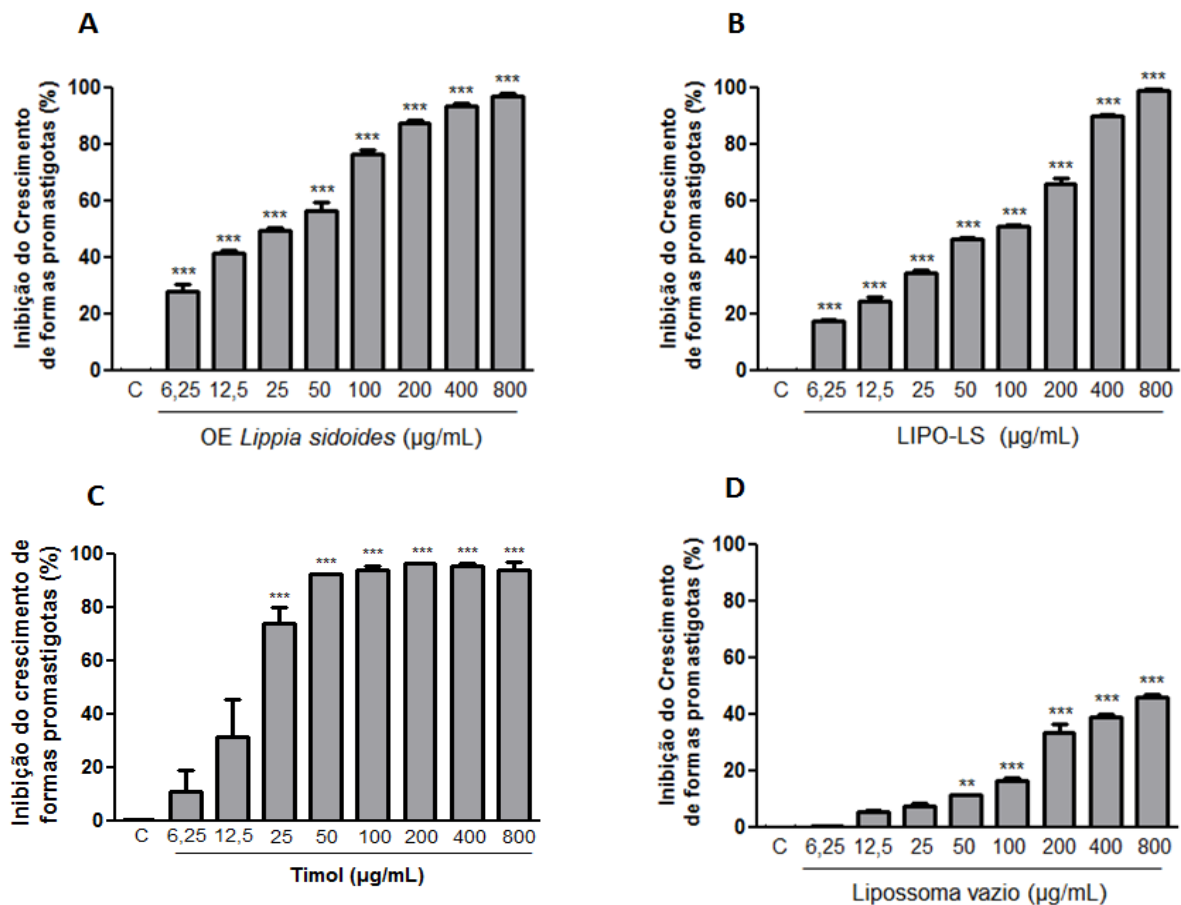 A
Inibição do Crescimento
de formas promastigotas (%)
100
80
60
40
20
0
***
***
***
***
***
***
***
***
C 6,25 12,5 25 50 100 200 400 800
OE Lippia sidoides (µg/mL)
B
Inibição do Crescimento
de formas promastigotas (%)
100
80
60
40
20
0
***
***
***
***
***
***
***
***
C 6,25 12,5 25 50 100 200 400 800
LIPO-LS (µg/mL)
C
Inibição do crescimento de
formas promastigotas (%)
100
80
60
40
20
0
***
***
***
***
***
***
C 6,25 12,5 25 50 100 200 400 800
Timol (µg/mL)
D
Inibição do Crescimento
de formas promastigotas (%)
100
80
60
40
20
0
**
***
***
***
***
C 6,25 12,5 25 50 100 200 400 800
Lipossoma vazio (µg/mL)